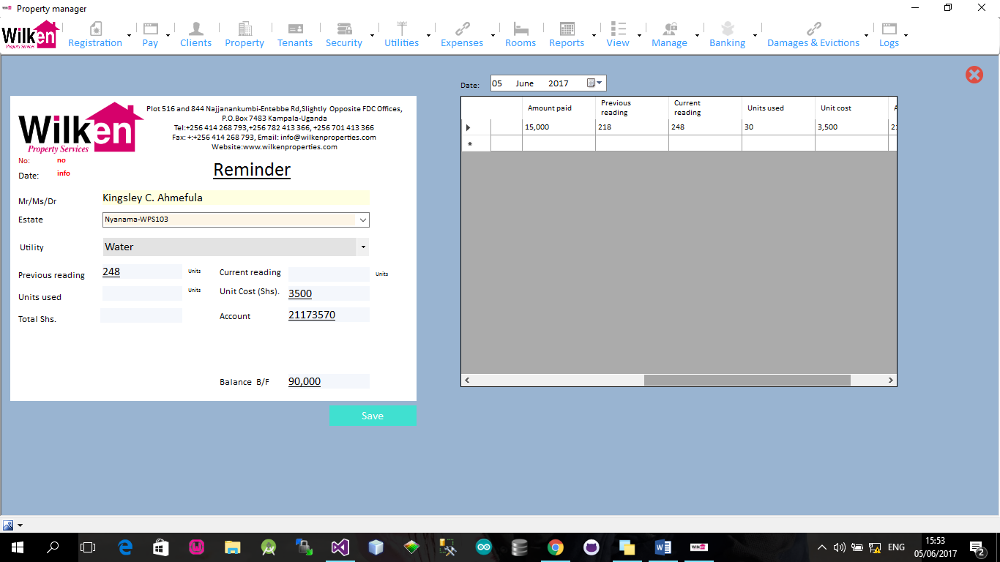 Property manager
Wilken
Property Services
Registration Pay Clients Property Tenants Security Utilities Expenses Rooms Reports View Manage Banking Damages & Evictions Logs
Date: 05 June 2017
Wilken
Property Services
Plot 516 and 844 Najjanankumbi-Entebbe Rd,Slightly Opposite FDC Offices,
P.O.Box 7483 Kampala-Uganda
Tel:+256 414 268 793,+256 782 413 366, +256 701 413 366
Fax: +:+256 414 268 793, Email: info@wilkenproperties.com
Website:www.wilkenproperties.com
No: no
Date: info
Reminder
Mr/Ms/Dr Kingsley C. Ahmefula
Estate Nyanama-WPS103
Utility Water
Previous reading 248 Units Current reading Units
Units used Units Unit Cost (Shs). 3500
Total Shs. Account 21173570
Balance B/F 90,000
Save
Amount paid Previous reading Current reading Units used Unit cost
15,000 218 248 30 3,500
ENG
15:53
05/06/2017
2